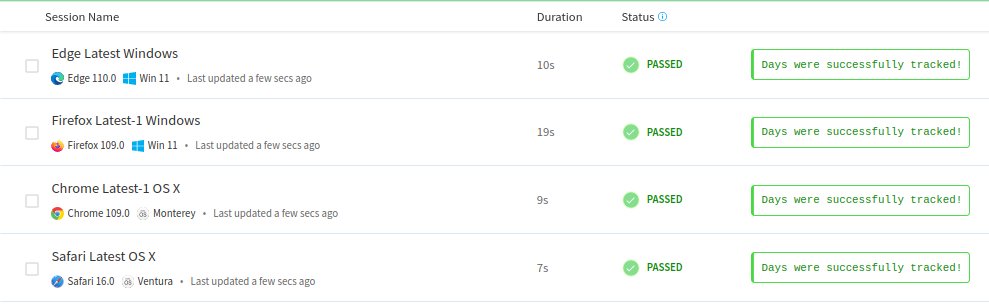 Session Name Duration Status
Edge Latest Windows
Edge 110.0 Win 11 • Last updated a few secs ago
10s PASSED Days were successfully tracked!
Firefox Latest-1 Windows
Firefox 109.0 Win 11 • Last updated a few secs ago
19s PASSED Days were successfully tracked!
Chrome Latest-1 OS X
Chrome 109.0 Monterey • Last updated a few secs ago
9s PASSED Days were successfully tracked!
Safari Latest OS X
Safari 16.0 Ventura • Last updated a few secs ago
7s PASSED Days were successfully tracked!